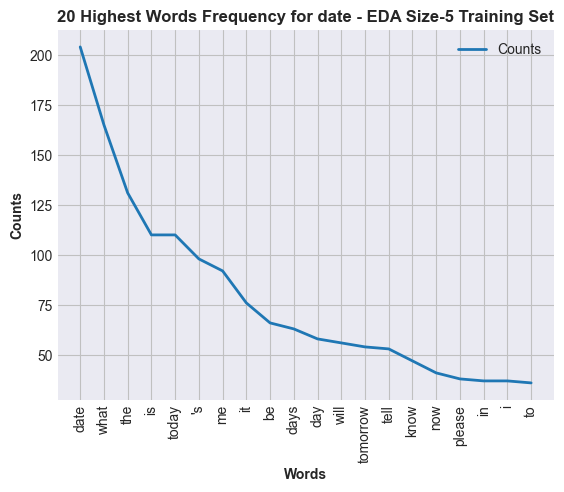 20 Highest Words Frequency for date - EDA Size-5 Training Set
Counts
200
175
150
125
100
75
50
Counts
date
what
the
is
today
's
me
it
be
days
day
will
tomorrow
tell
know
now
please
in
i
to
Words